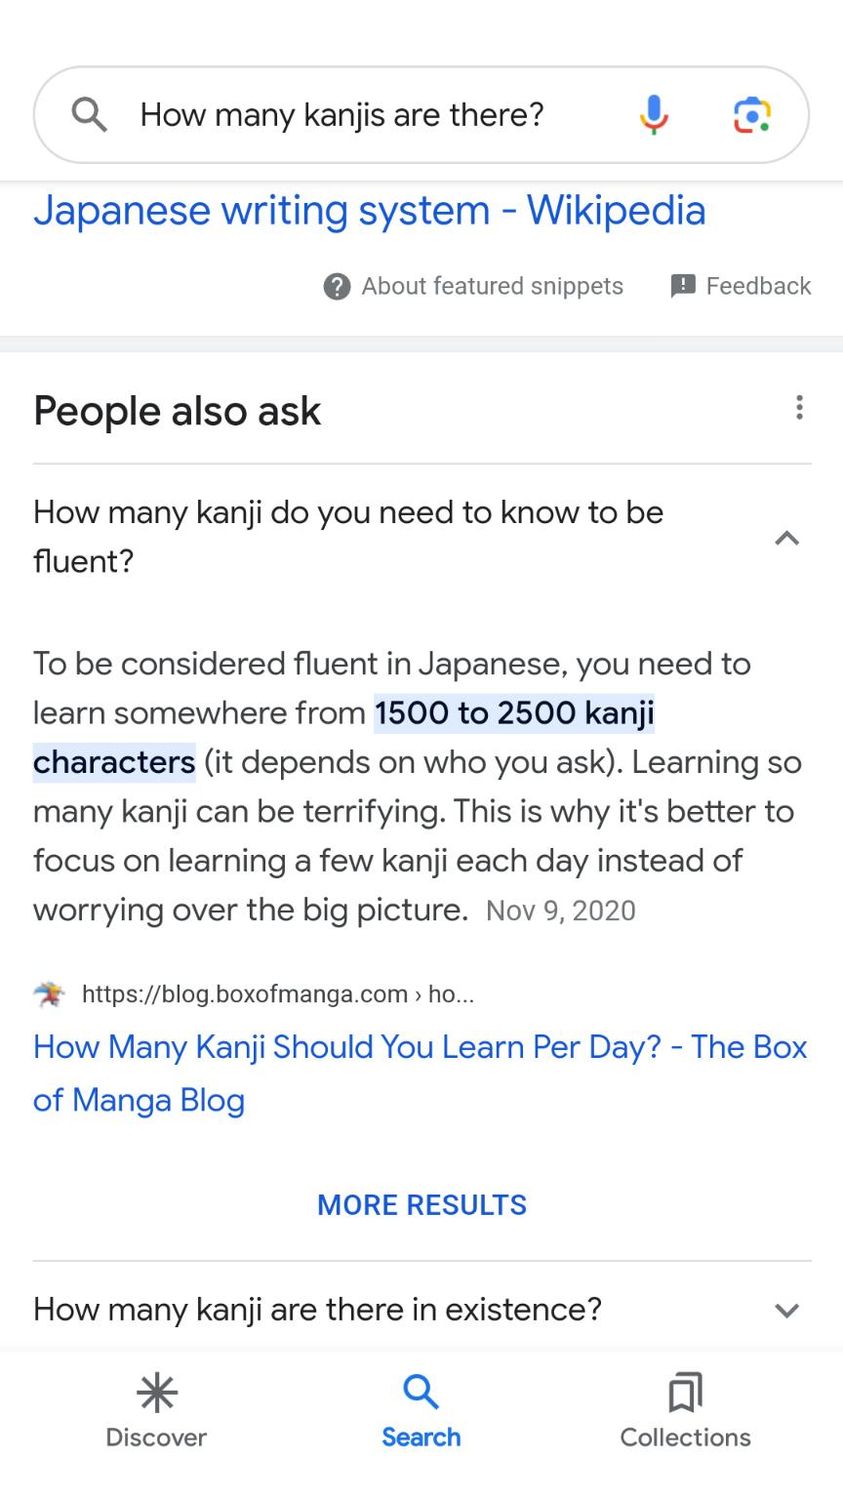 How many kanjis are there?
Japanese writing system - Wikipedia
About featured snippets Feedback
People also ask
How many kanji do you need to know to be
fluent?
To be considered fluent in Japanese, you need to
learn somewhere from 1500 to 2500 kanji
characters (it depends on who you ask). Learning so
many kanji can be terrifying. This is why it's better to
focus on learning a few kanji each day instead of
worrying over the big picture. Nov 9, 2020
https://blog.boxofmanga.com › ho...
How Many Kanji Should You Learn Per Day? - The Box
of Manga Blog
MORE RESULTS
How many kanji are there in existence?
Discover Search Collections